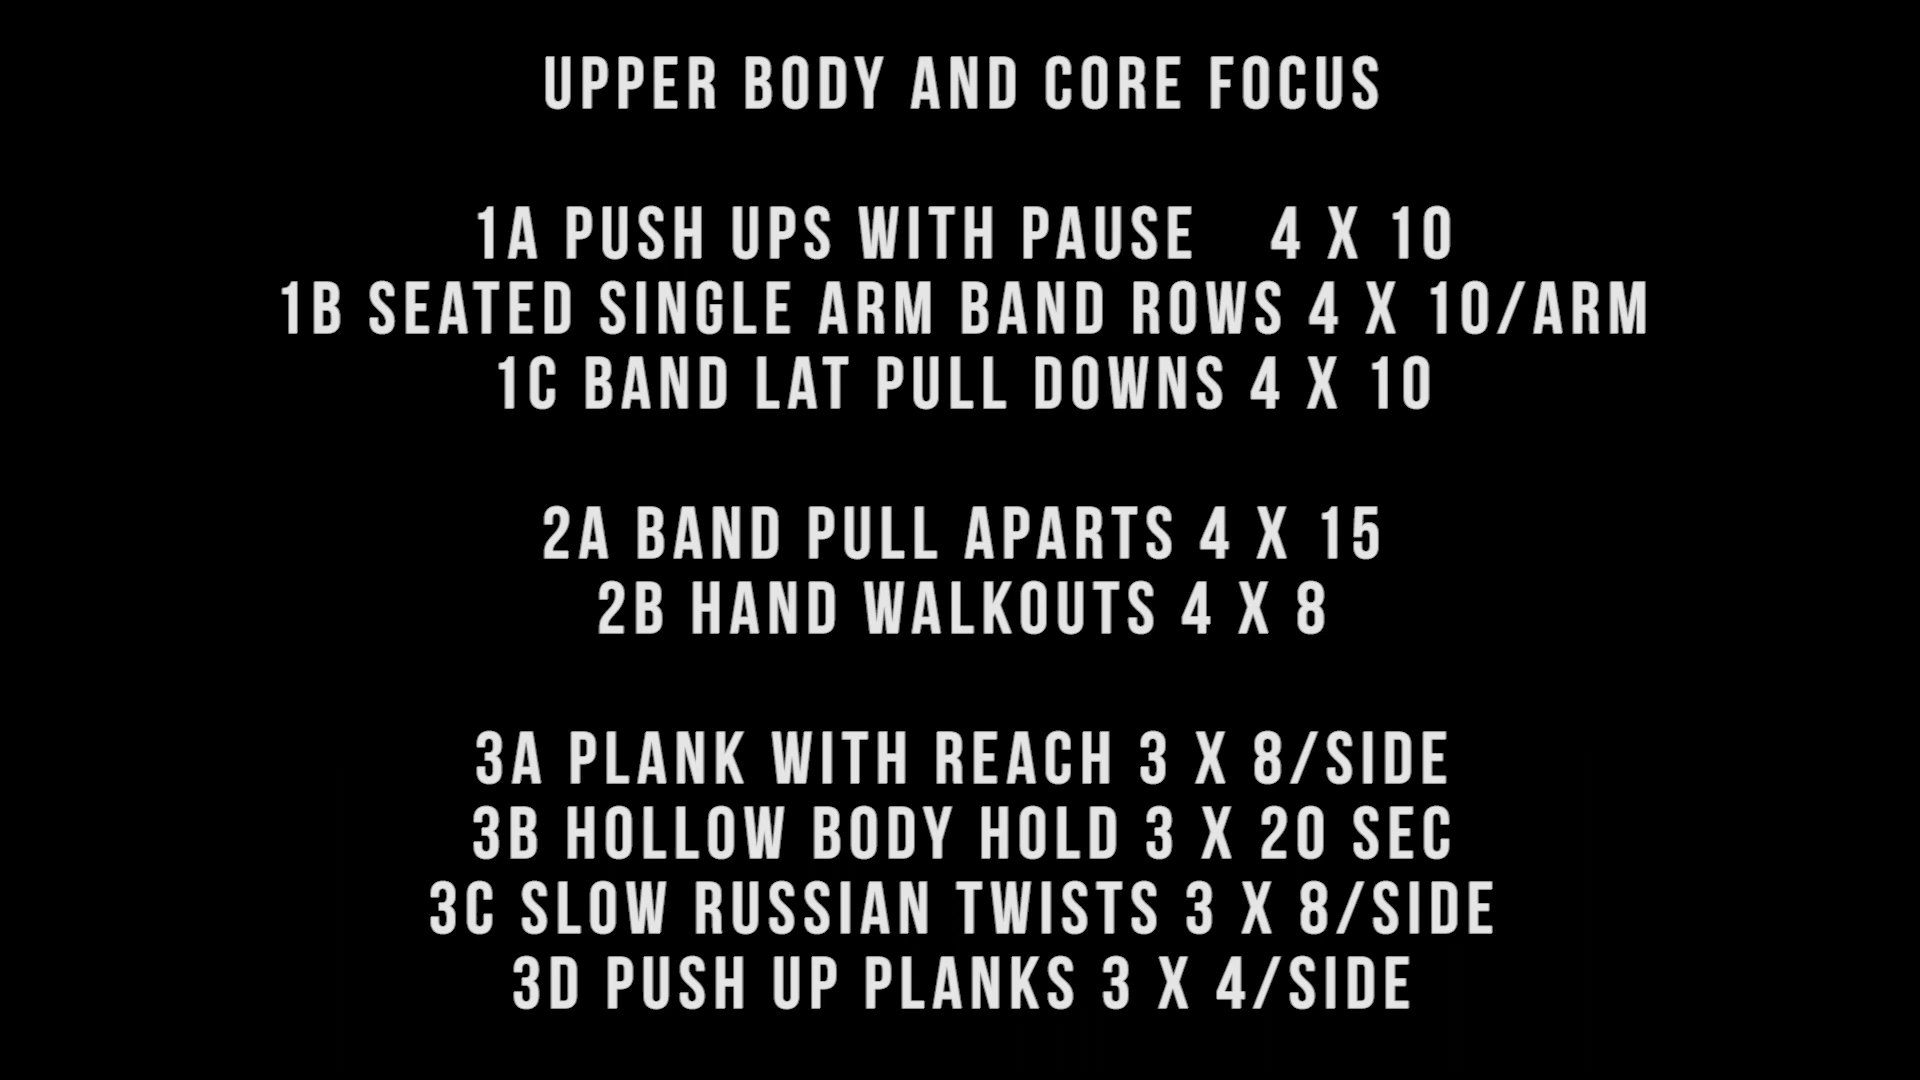 UPPER BODY AND CORE FOCUS
1A PUSH UPS WITH PAUSE 4 X 10
1B SEATED SINGLE ARM BAND ROWS 4 X 10/ARM
1C BAND LAT PULL DOWNS 4 X 10
2A BAND PULL APARTS 4 X 15
2B HAND WALKOUTS 4 X 8
3A PLANK WITH REACH 3 X 8/SIDE
3B HOLLOW BODY HOLD 3 X 20 SEC
3C SLOW RUSSIAN TWISTS 3 X 8/SIDE
3D PUSH UP PLANKS 3 X 4/SIDE